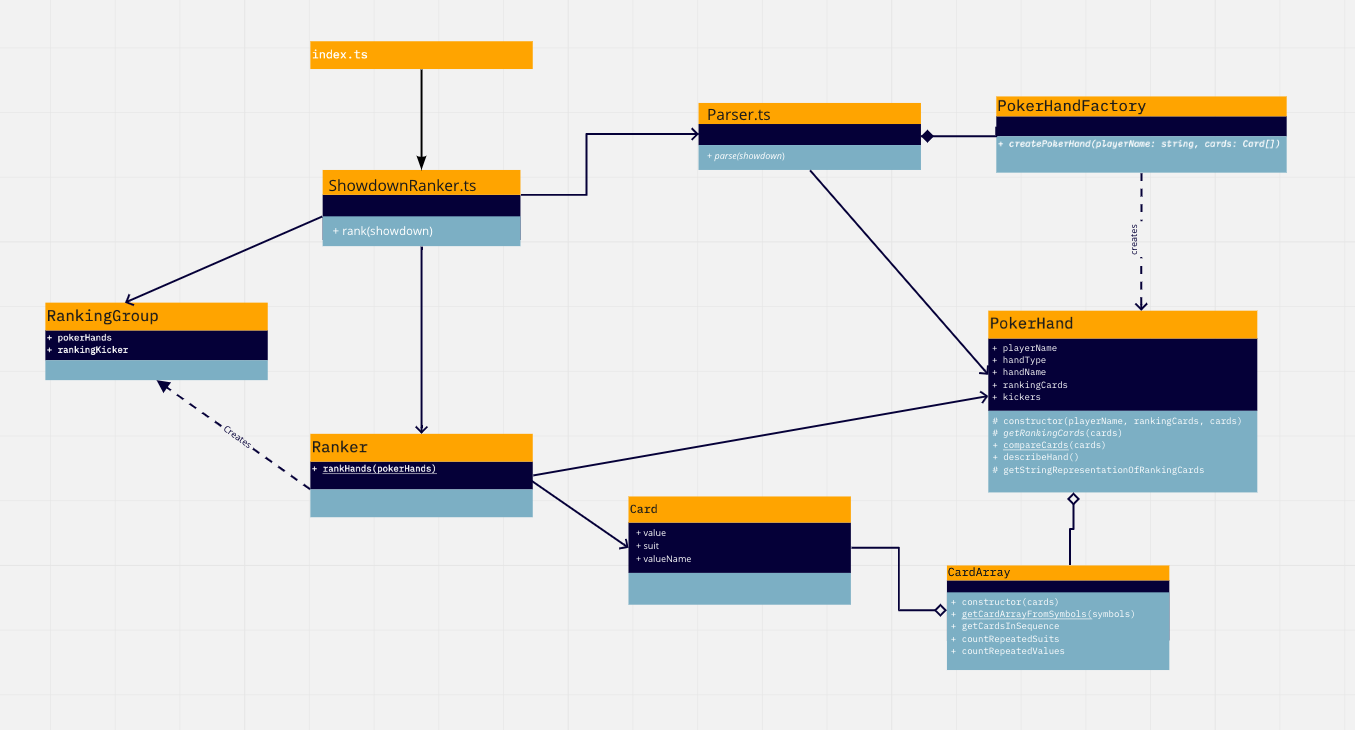 index.ts
ShowdownRanker.ts
+ rank(showdown)
Parser.ts
+ parse(showdown)
PokerHandFactory
+ createPokerHand(playerName: string, cards: Card[])
creates
RankingGroup
+ pokerHands
+ rankingKicker
Creates
Ranker
+ rankHands(pokerHands)
PokerHand
+ playerName
+ handType
+ handName
+ rankingCards
+ kickers
# constructor(playerName, rankingCards, cards)
# getRankingCards(cards)
+ compareCards(cards)
+ describeHand()
# getStringRepresentationOfRankingCards
Card
+ value
+ suit
+ valueName
CardArray
+ constructor(cards)
+ getCardArrayFromSymbols(symbols)
+ getCardsInSequence
+ countRepeatedSuits
+ countRepeatedValues